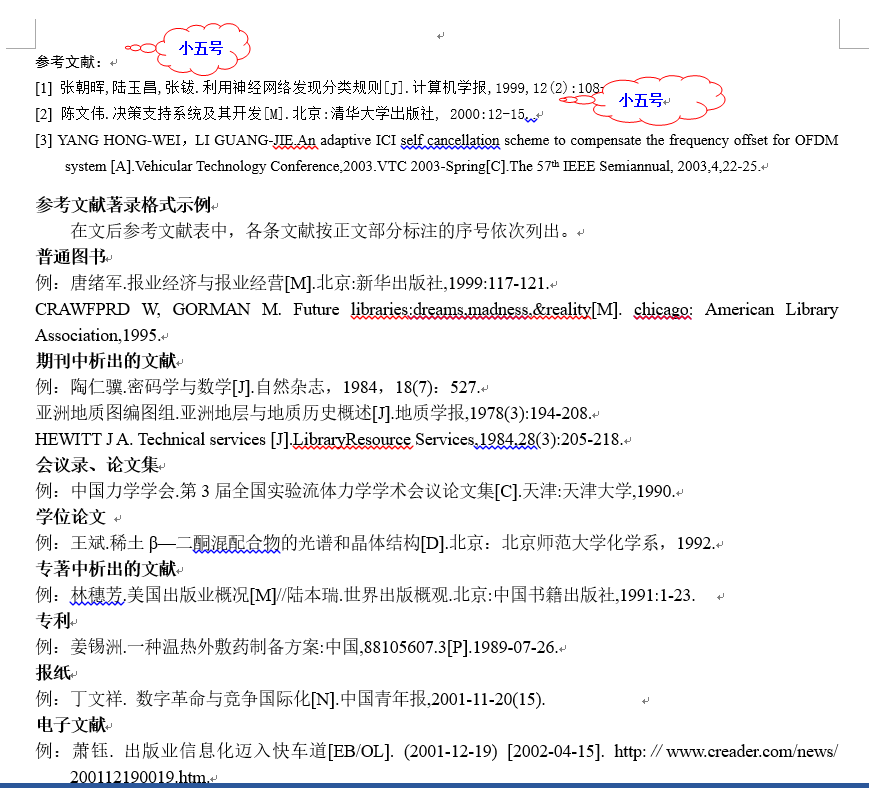 小五号
参考文献：
[1] 张朝晖,陆玉昌,张钹.利用神经网络发现分类规则[J].计算机学报,1999,12(2):108-
小五号
[2] 陈文伟.决策支持系统及其开发[M].北京:清华大学出版社, 2000:12-15。
[3] YANG HONG-WEI，LI GUANG-JIE.An adaptive ICI self cancellation scheme to compensate the frequency offset for OFDM
system [A].Vehicular Technology Conference,2003.VTC 2003-Spring[C].The 57th IEEE Semiannual, 2003,4,22-25.
参考文献著录格式示例
在文后参考文献表中，各条文献按正文部分标注的序号依次列出。
普通图书
例：唐绪军.报业经济与报业经营[M].北京:新华出版社,1999:117-121.
CRAWFPRD W, GORMAN M. Future libraries:dreams,madness,&reality[M]. chicago: American Library
Association,1995.
期刊中析出的文献
例：陶仁骥.密码学与数学[J].自然杂志，1984，18(7)：527.
亚洲地质图编图组.亚洲地层与地质历史概述[J].地质学报,1978(3):194-208.
HEWITT J A. Technical services [J].LibraryResource Services,1984,28(3):205-218.
会议录、论文集
例：中国力学学会.第 3 届全国实验流体力学学术会议论文集[C].天津:天津大学,1990.
学位论文
例：王斌.稀土 β—二酮混配合物的光谱和晶体结构[D].北京：北京师范大学化学系，1992.
专著中析出的文献
例：林穗芳.美国出版业概况[M]//陆本瑞.世界出版概观.北京:中国书籍出版社,1991:1-23.
专利
例：姜锡洲.一种温热外敷药制备方案:中国,88105607.3[P].1989-07-26.
报纸
例：丁文祥. 数字革命与竞争国际化[N].中国青年报,2001-11-20(15).
电子文献
例：萧钰. 出版业信息化迈入快车道[EB/OL]. (2001-12-19) [2002-04-15]. http: // www.creader.com/news/
200112190019.htm.